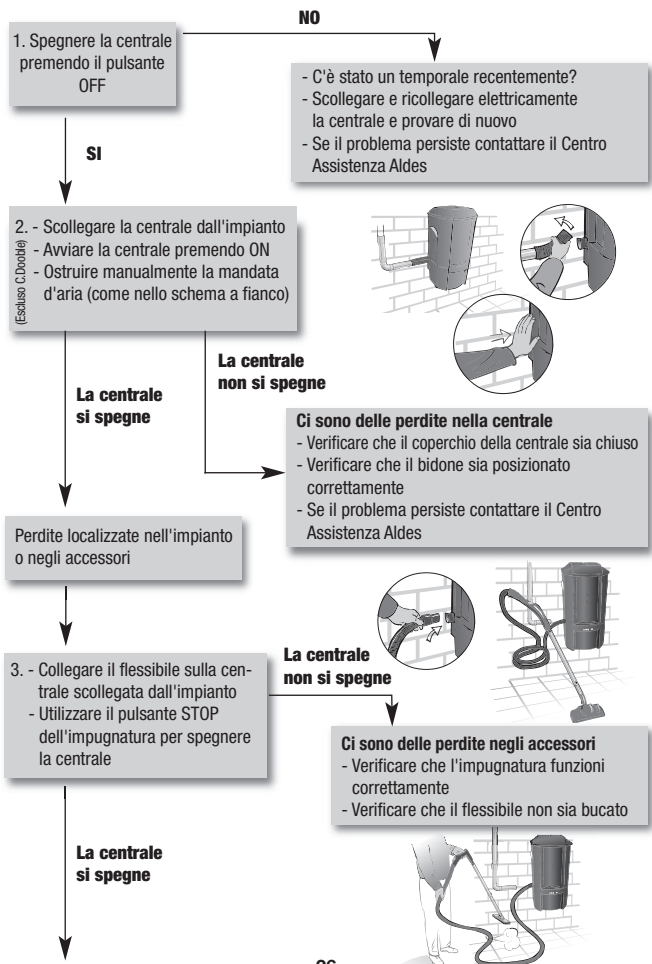 NO
1. Spegnere la centrale
premendo il pulsante
OFF
- C'è stato un temporale recentemente?
- Scollegare e ricollegare elettricamente
la centrale e provare di nuovo
- Se il problema persiste contattare il Centro
Assistenza Aldes
SI
2. - Scollegare la centrale dall'impianto
- Avviare la centrale premendo ON
- Ostruire manualmente la mandata
d'aria (come nello schema a fianco)
(Escluso C.Dooble)
La centrale
non si spegne
La centrale
si spegne
Ci sono delle perdite nella centrale
- Verificare che il coperchio della centrale sia chiuso
- Verificare che il bidone sia posizionato
correttamente
- Se il problema persiste contattare il Centro
Assistenza Aldes
Perdite localizzate nell'impianto
o negli accessori
3. - Collegare il flessibile sulla cen-
trale scollegata dall'impianto
- Utilizzare il pulsante STOP
dell'impugnatura per spegnere
la centrale
La centrale
non si spegne
Ci sono delle perdite negli accessori
- Verificare che l'impugnatura funzioni
correttamente
- Verificare che il flessibile non sia bucato
La centrale
si spegne